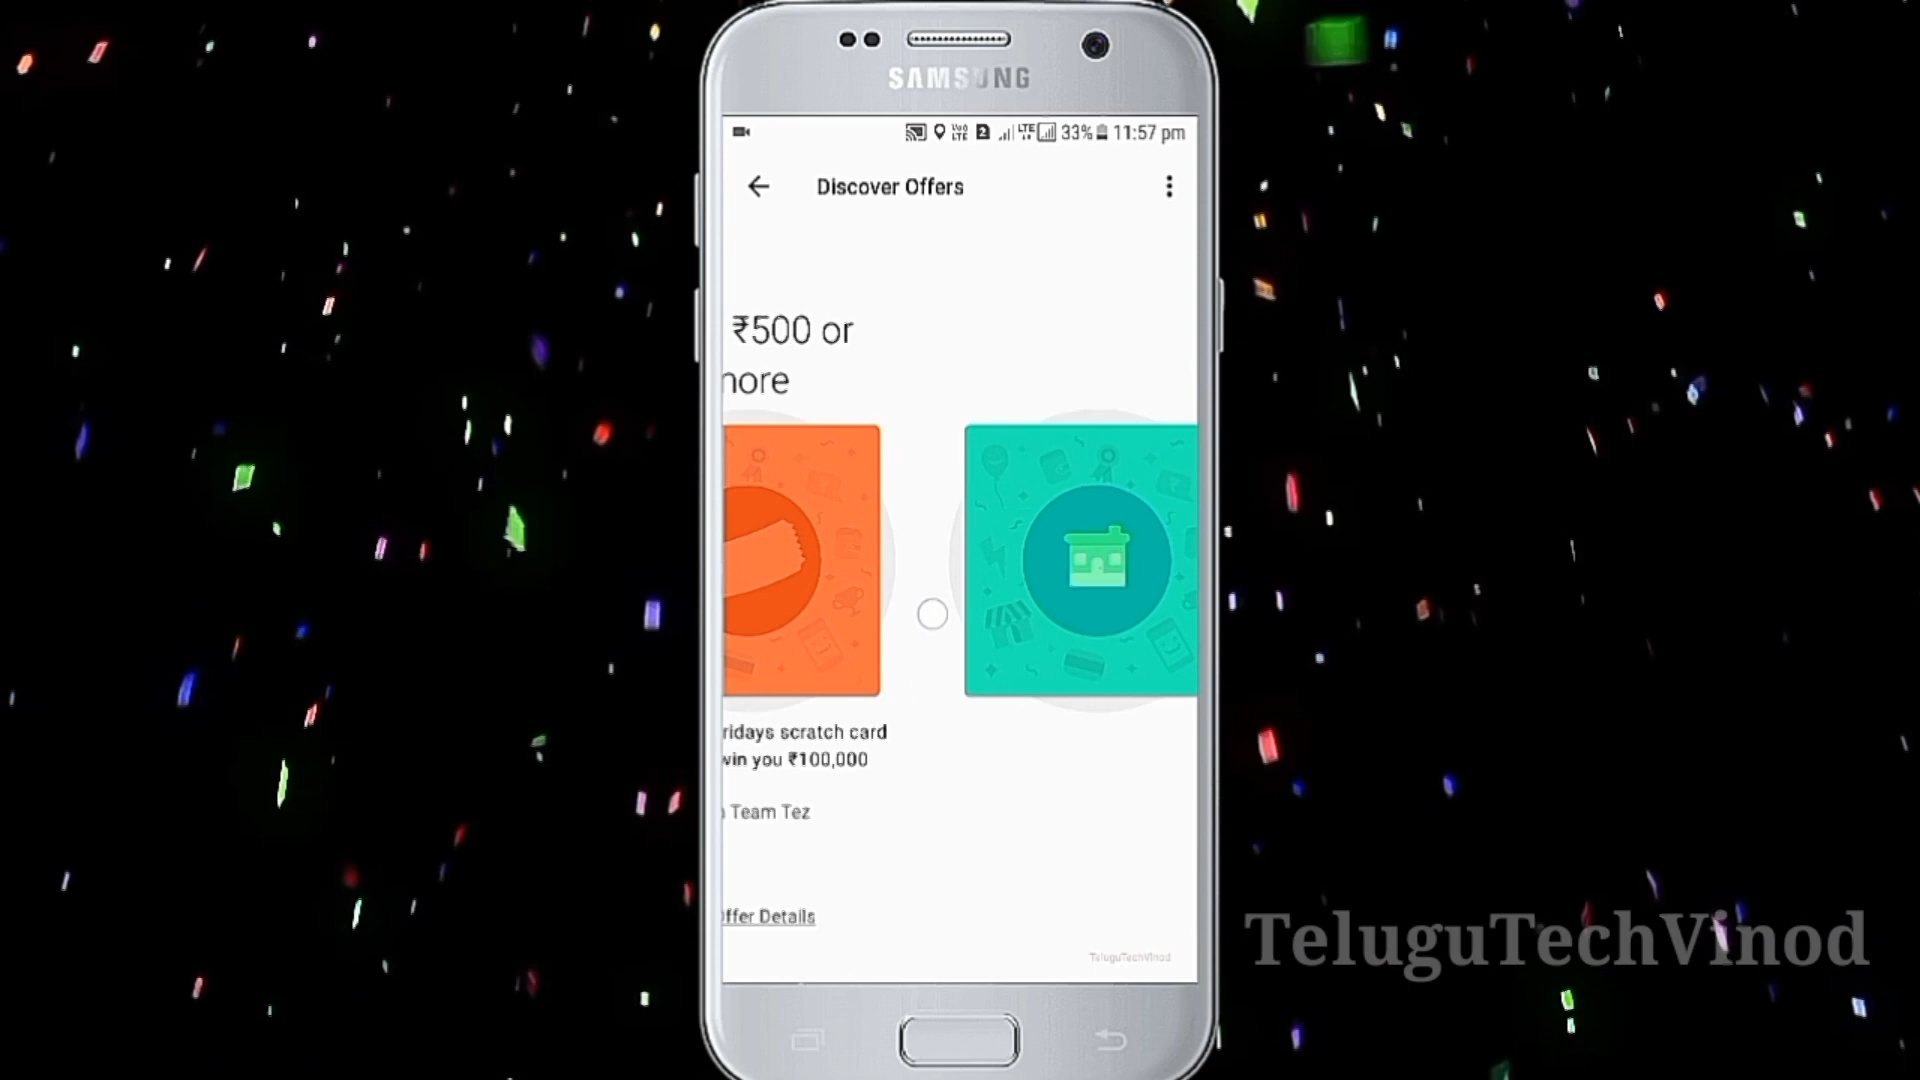 SAMSUNG
33% 11:57 pm
Discover Offers
₹500 or
more
ridays scratch card
win you ₹100,000
Team Tez
Offer Details
TeluguTechVinod
TeluguTechVinod